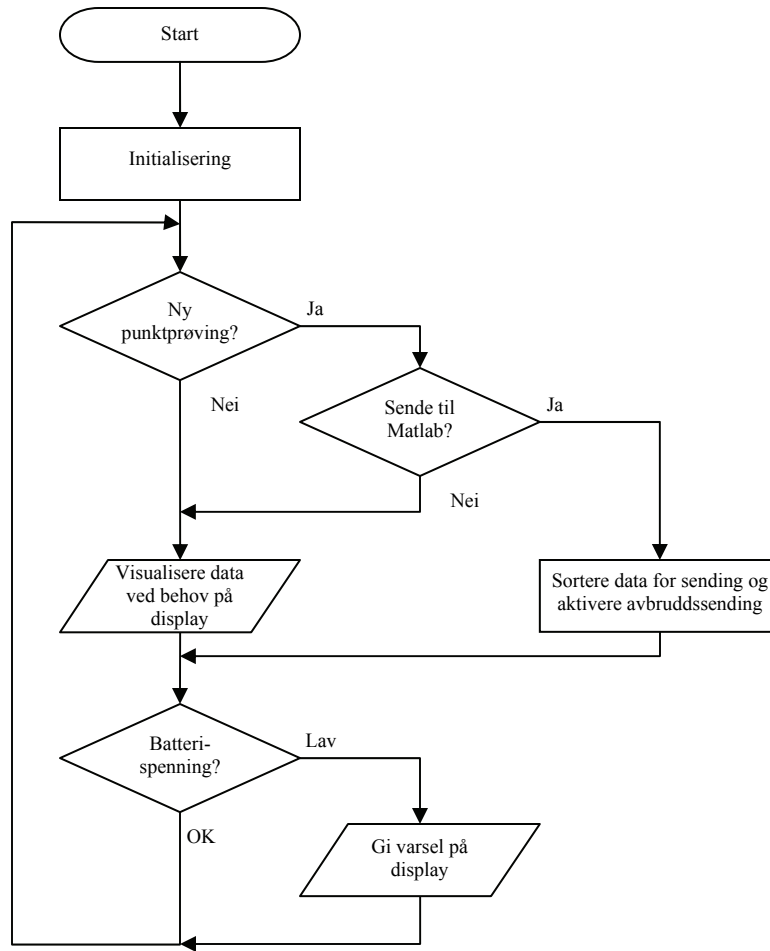 Start
Initialisering
Ny
punktprøving?
Ja
Nei
Sende til
Matlab?
Ja
Nei
Visualisere data
ved behov på
display
Sortere data for sending og
aktivere avbruddssending
Batteri-
spenning?
Lav
OK
Gi varsel på
display